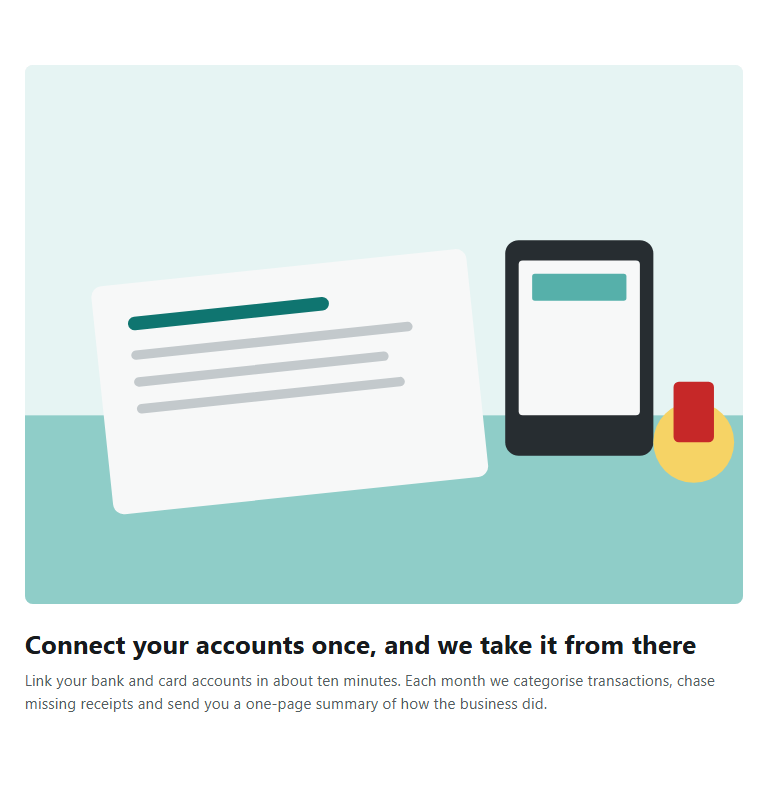 Connect your accounts once, and we take it from there
Link your bank and card accounts in about ten minutes. Each month we categorise transactions, chase
missing receipts and send you a one-page summary of how the business did.